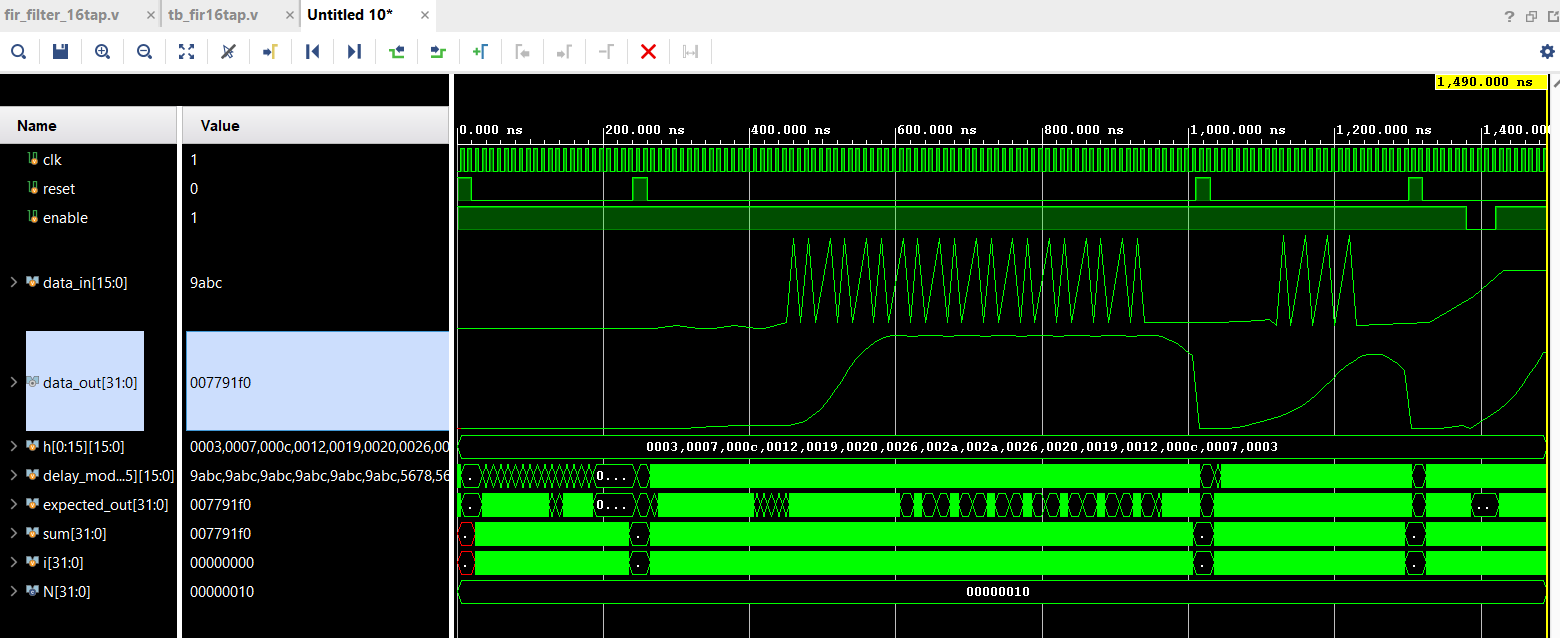 fir_filter_16tap.v × tb_fir16tap.v × Untitled 10* ×
1,490.000 ns
Name Value
0.000 ns 200.000 ns 400.000 ns 600.000 ns 800.000 ns 1,000.000 ns 1,200.000 ns 1,400.000
clk 1
reset 0
enable 1
data_in[15:0] 9abc
data_out[31:0] 007791f0
h[0:15][15:0] 0003,0007,000c,0012,0019,0020,0026,00 0003,0007,000c,0012,0019,0020,0026,002a,002a,0026,0020,0019,0012,000c,0007,0003
delay_mod...5][15:0] 9abc,9abc,9abc,9abc,9abc,9abc,5678,56 . 0... . .
expected_out[31:0] 007791f0 . 0... . . ..
sum[31:0] 007791f0 . . . .
i[31:0] 00000000 . . . .
N[31:0] 00000010 00000010